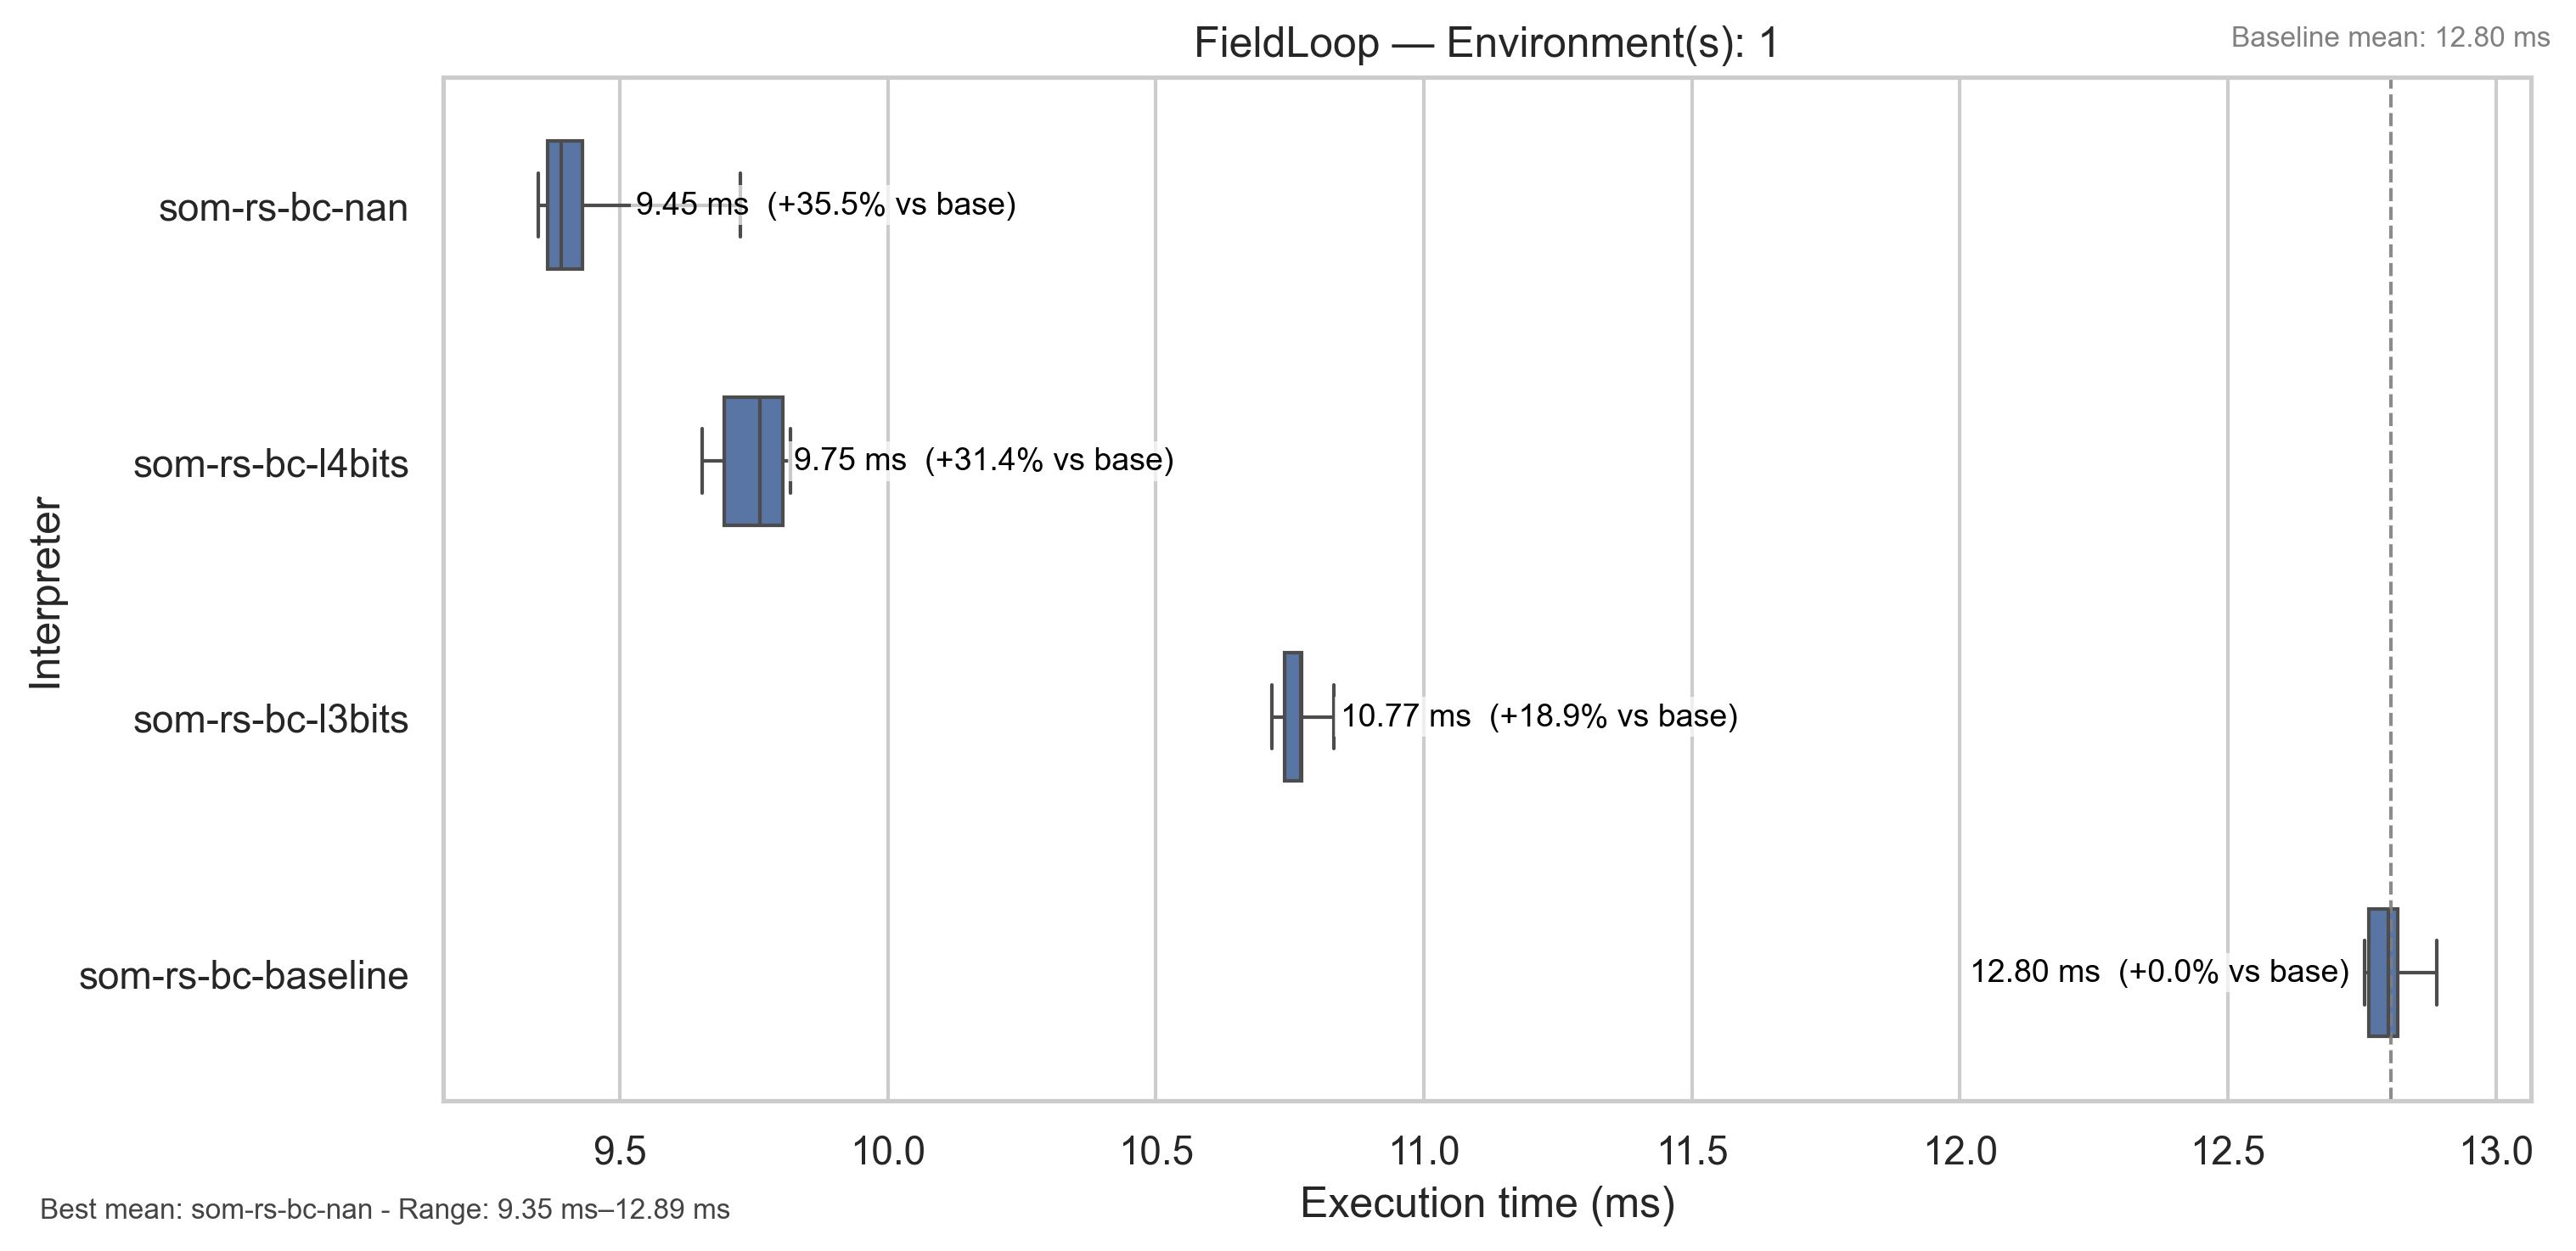 FieldLoop — Environment(s): 1
Baseline mean: 12.80 ms
Interpreter
som-rs-bc-nan
9.45 ms (+35.5% vs base)
som-rs-bc-l4bits
9.75 ms (+31.4% vs base)
som-rs-bc-l3bits
10.77 ms (+18.9% vs base)
som-rs-bc-baseline
12.80 ms (+0.0% vs base)
9.5 10.0 10.5 11.0 11.5 12.0 12.5 13.0
Execution time (ms)
Best mean: som-rs-bc-nan - Range: 9.35 ms–12.89 ms